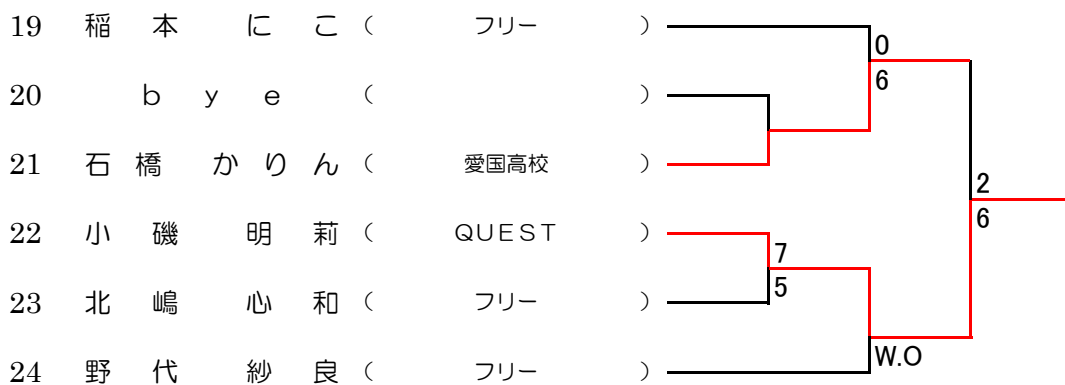 19 稲本 にこ （ フリー ） 0
20 ｂｙｅ （ ） 6
21 石橋 かりん （ 愛国高校 ） 2
22 小磯 明莉 （ ＱＵＥＳＴ ） 7 6
23 北嶋 心和 （ フリー ） 5
24 野代 紗良 （ フリー ） W.O